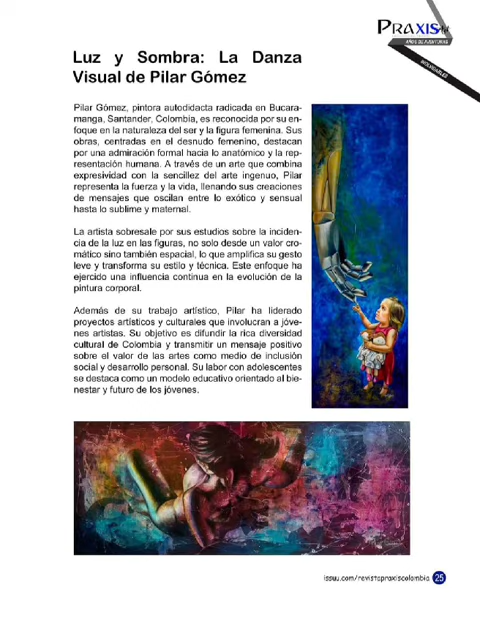 PRAXIS
AÑOS DE AVENTURAS
INOLVIDABLES
Luz y Sombra: La Danza
Visual de Pilar Gómez
Pilar Gómez, pintora autodidacta radicada en Bucara-
manga, Santander, Colombia, es reconocida por su en-
foque en la naturaleza del ser y la figura femenina. Sus
obras, centradas en el desnudo femenino, destacan
por una admiración formal hacia lo anatómico y la rep-
resentación humana. A través de un arte que combina
expresividad con la sencillez del arte ingenuo, Pilar
representa la fuerza y la vida, llenando sus creaciones
de mensajes que oscilan entre lo exótico y sensual
hasta lo sublime y maternal.
La artista sobresale por sus estudios sobre la inciden-
cia de la luz en las figuras, no solo desde un valor cro-
mático sino también espacial, lo que amplifica su gesto
leve y transforma su estilo y técnica. Este enfoque ha
ejercido una influencia continua en la evolución de la
pintura corporal.
Además de su trabajo artístico, Pilar ha liderado
proyectos artísticos y culturales que involucran a jóve-
nes artistas. Su objetivo es difundir la rica diversidad
cultural de Colombia y transmitir un mensaje positivo
sobre el valor de las artes como medio de inclusión
social y desarrollo personal. Su labor con adolescentes
se destaca como un modelo educativo orientado al bie-
nestar y futuro de los jóvenes.
issuu.com/revistapraxiscolombia 25